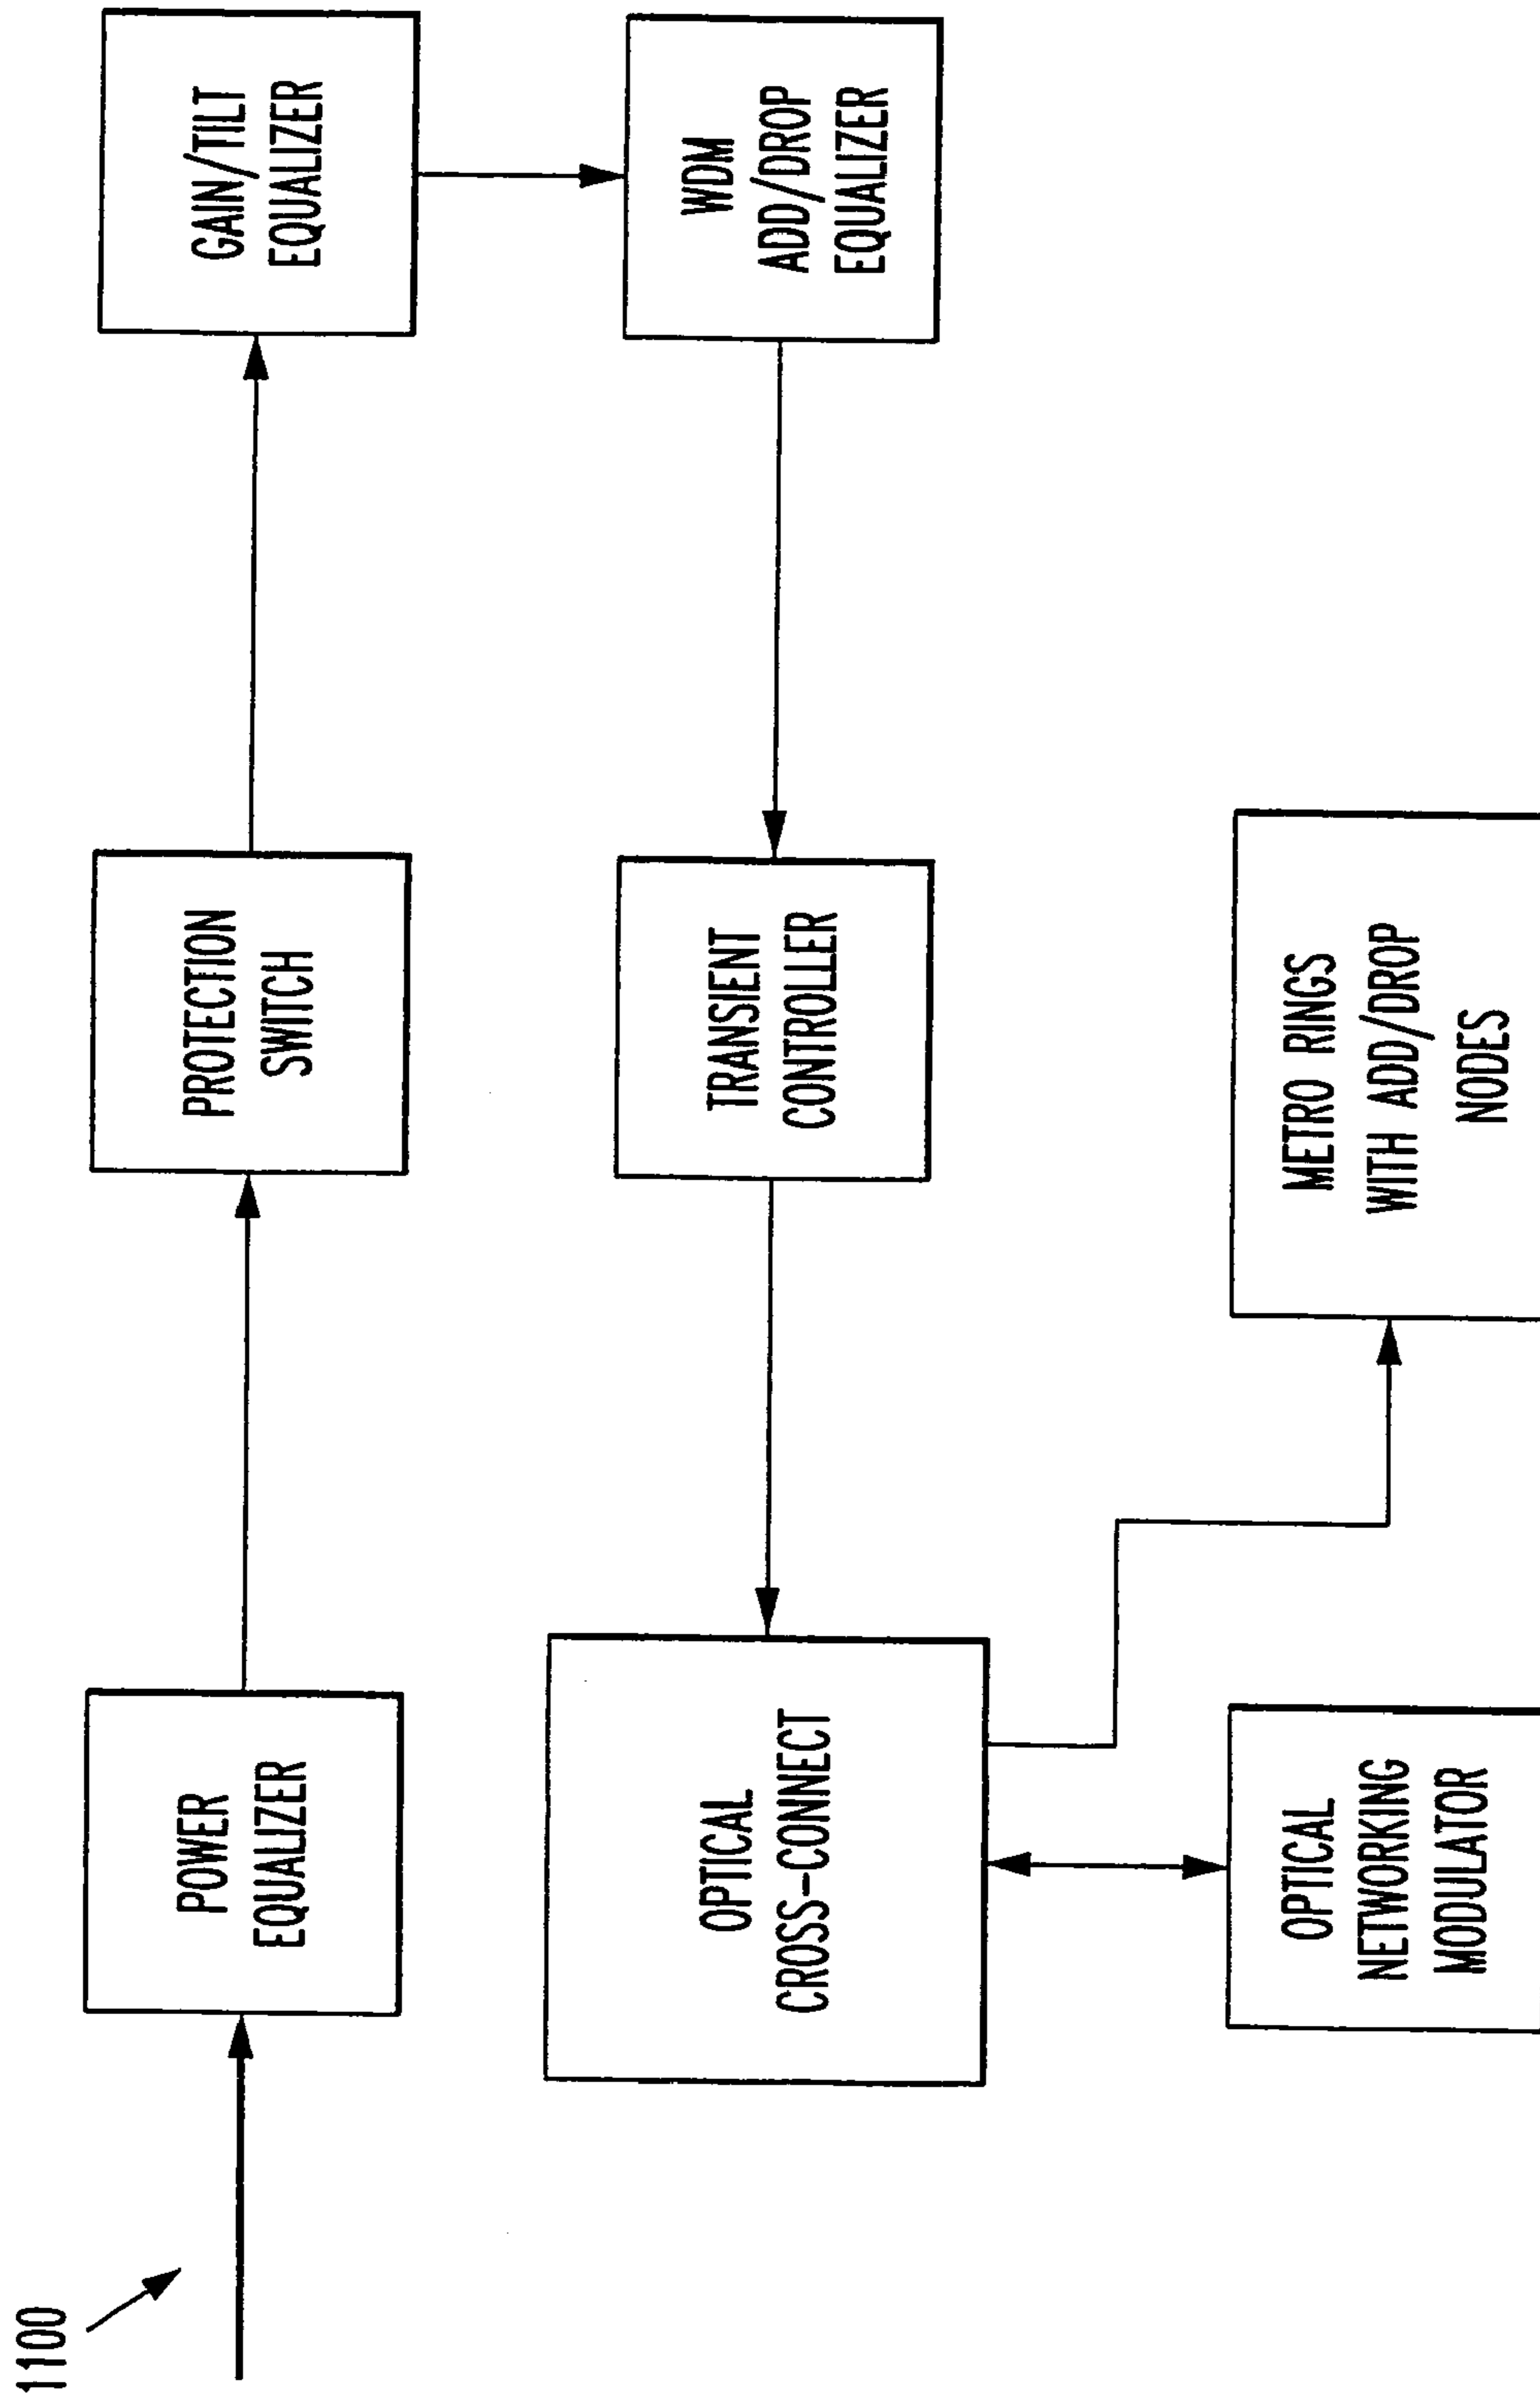 1100
POWER
EQUALIZER
PROTECTION
SWITCH
GAIN/TILT
EQUALIZER
OPTICAL
CROSS-CONNECT
TRANSIENT
CONTROLLER
WDM
ADD/DROP
EQUALIZER
OPTICAL
NETWORKING
MODULATOR
METRO RINGS
WITH ADD/DROP
NODES